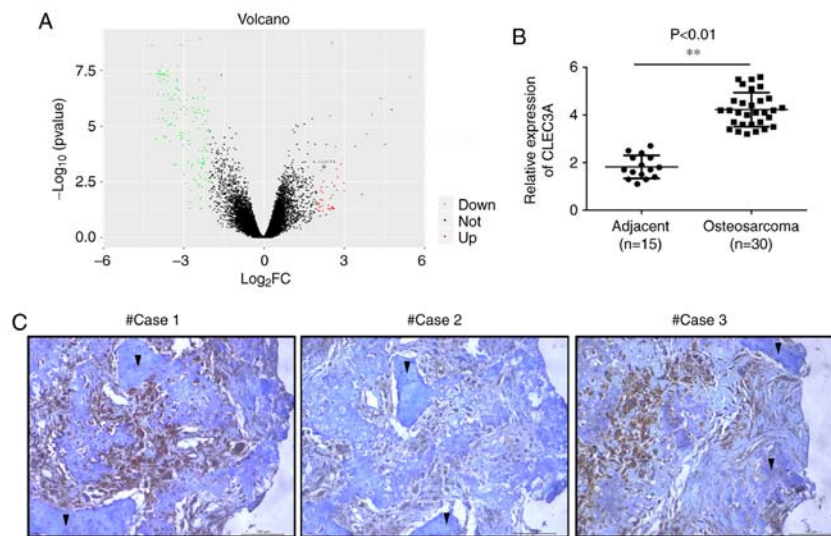 A
Volcano
7.5
5.0
2.5
0.0
−Log10 (pvalue)
−6
−3
0
3
6
Log2FC
Down
Not
Up
B
P<0.01
**
6
4
2
0
Relative expression
of CLEC3A
Adjacent
(n=15)
Osteosarcoma
(n=30)
C
#Case 1
#Case 2
#Case 3